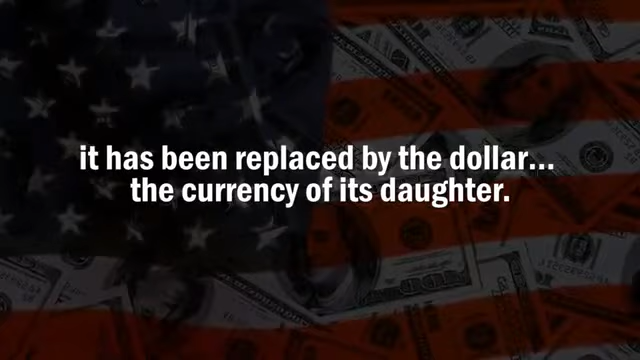 it has been replaced by the dollar...
the currency of its daughter.